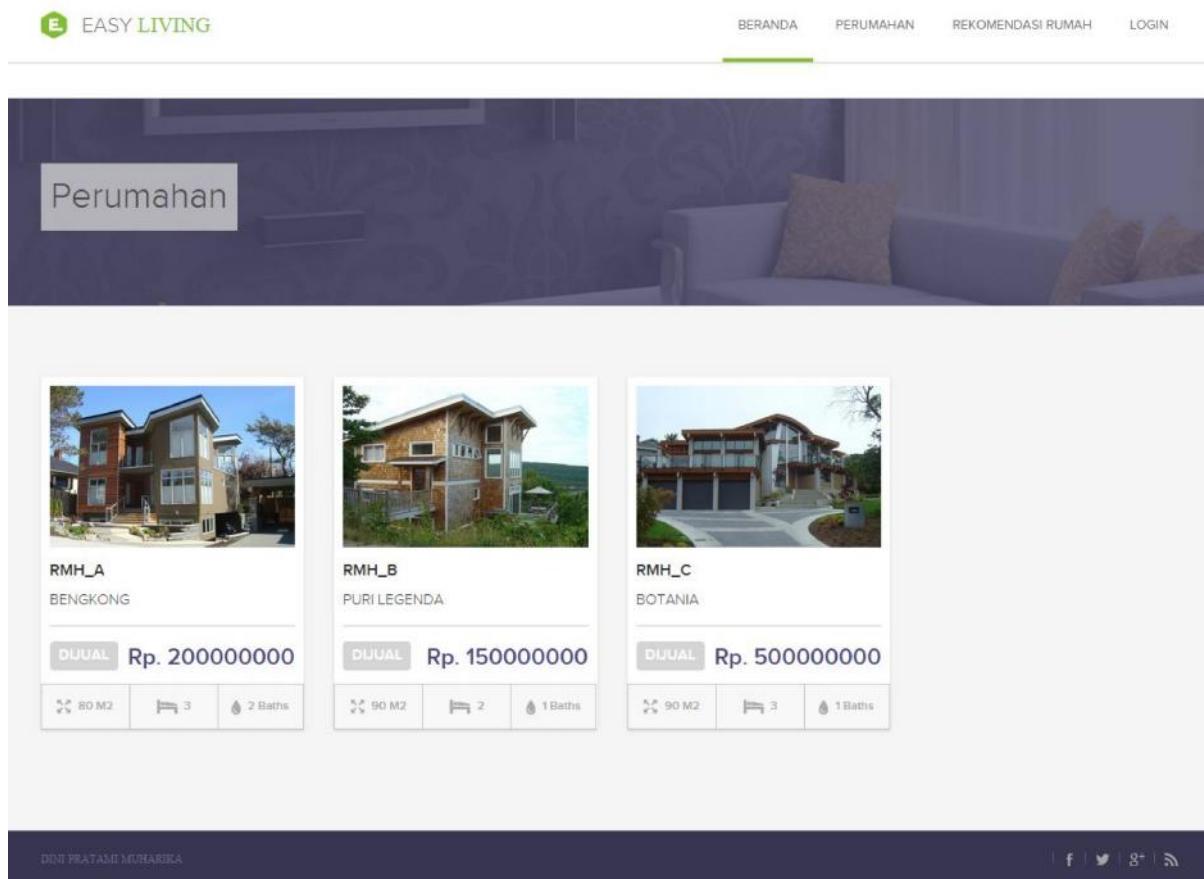 E. EASY LIVING
BERANDA PERUMAHAN REKOMENDASI RUMAH LOGIN
Perumahan
RMH_A
BENGKONG
DIJUAL Rp. 200000000
80 M2 3 2 Baths
RMH_B
PURI LEGENDA
DIJUAL Rp. 150000000
90 M2 2 1 Baths
RMH_C
BOTANIA
DIJUAL Rp. 500000000
90 M2 3 1 Baths
DINI PRATAMI MUHARIKA
f g+